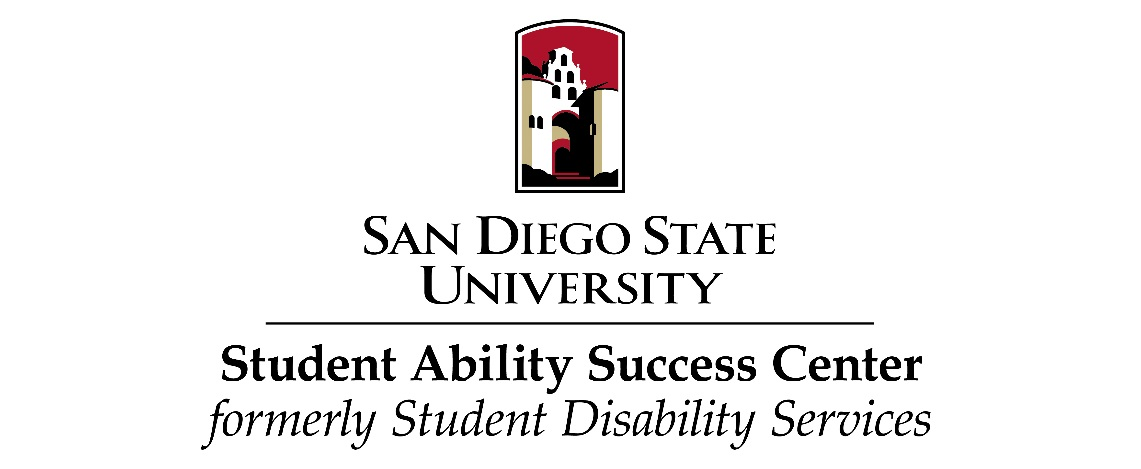 SAN DIEGO STATE
UNIVERSITY
Student Ability Success Center
formerly Student Disability Services